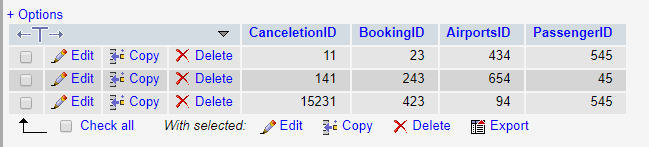 + Options
CanceletionID BookingID AirportsID PassengerID
Edit Copy Delete 11 23 434 545
Edit Copy Delete 141 243 654 45
Edit Copy Delete 15231 423 94 545
Check all With selected: Edit Copy Delete Export